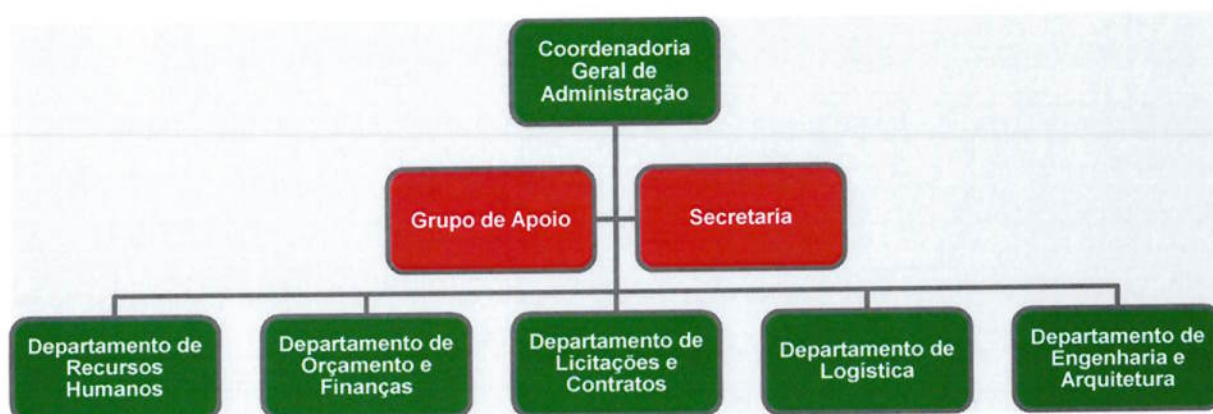 Coordenadoria
Geral de
Administração
Grupo de Apoio
Secretaria
Departamento de
Recursos
Humanos
Departamento de
Orçamento e
Finanças
Departamento de
Licitações e
Contratos
Departamento de
Logística
Departamento de
Engenharia e
Arquitetura